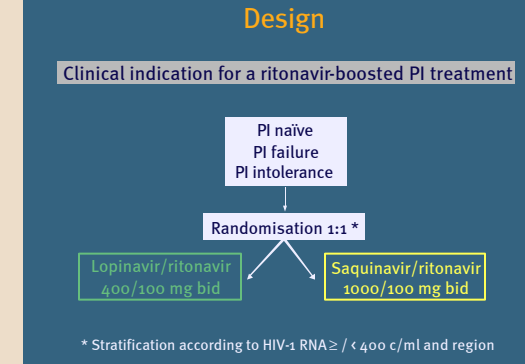 Design
Clinical indication for a ritonavir-boosted PI treatment
PI naïve
PI failure
PI intolerance
Randomisation 1:1 *
Lopinavir/ritonavir
400/100 mg bid
Saquinavir/ritonavir
1000/100 mg bid
* Stratification according to HIV-1 RNA ≥ / < 400 c/ml and region